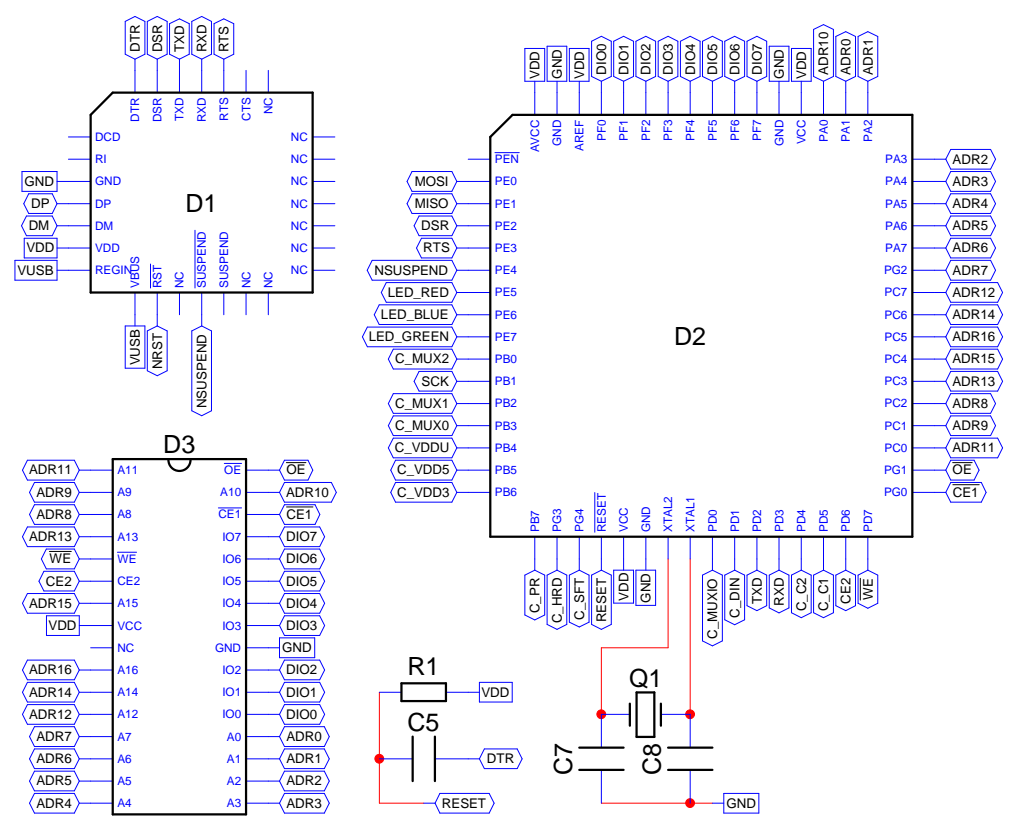 DTR DSR TXD RXD RTS
DTR DSR TXD RXD RTS CTS NC
DCD NC
RI NC
GND GND NC
DP DP D1 NC
DM DM NC
VDD VDD NC
VUSB REGIN NC
VBUS RST NC SUSPEND SUSPEND NC NC
VUSB NRST NSUSPEND
VDD GND VDD DIO0 DIO1 DIO2 DIO3 DIO4 DIO5 DIO6 DIO7 GND VDD ADR10 ADR0 ADR1
AVCC GND AREF PF0 PF1 PF2 PF3 PF4 PF5 PF6 PF7 GND VCC PA0 PA1 PA2
PEN PA3 ADR2
MOSI PE0 PA4 ADR3
MISO PE1 PA5 ADR4
DSR PE2 PA6 ADR5
RTS PE3 PA7 ADR6
NSUSPEND PE4 PG2 ADR7
LED_RED PE5 PC7 ADR12
LED_BLUE PE6 PC6 ADR14
LED_GREEN PE7 D2 PC5 ADR16
C_MUX2 PB0 PC4 ADR15
SCK PB1 PC3 ADR13
C_MUX1 PB2 PC2 ADR8
C_MUX0 PB3 PC1 ADR9
C_VDDU PB4 PC0 ADR11
C_VDD5 PB5 PG1 OE
C_VDD3 PB6 PG0 CE1
PB7 PG3 PG4 RESET VCC GND XTAL2 XTAL1 PD0 PD1 PD2 PD3 PD4 PD5 PD6 PD7
C_PR C_HRD C_SFT RESET VDD GND C_MUXIO C_DIN TXD RXD C_C2 C_C1 CE2 WE
D3
ADR11 A11 OE OE
ADR9 A9 A10 ADR10
ADR8 A8 CE1 CE1
ADR13 A13 IO7 DIO7
WE WE IO6 DIO6
CE2 CE2 IO5 DIO5
ADR15 A15 IO4 DIO4
VDD VCC IO3 DIO3
NC GND GND
ADR16 A16 IO2 DIO2
ADR14 A14 IO1 DIO1
ADR12 A12 IO0 DIO0
ADR7 A7 A0 ADR0
ADR6 A6 A1 ADR1
ADR5 A5 A2 ADR2
ADR4 A4 A3 ADR3
R1
VDD
C5
DTR
RESET
Q1
C7 C8
GND